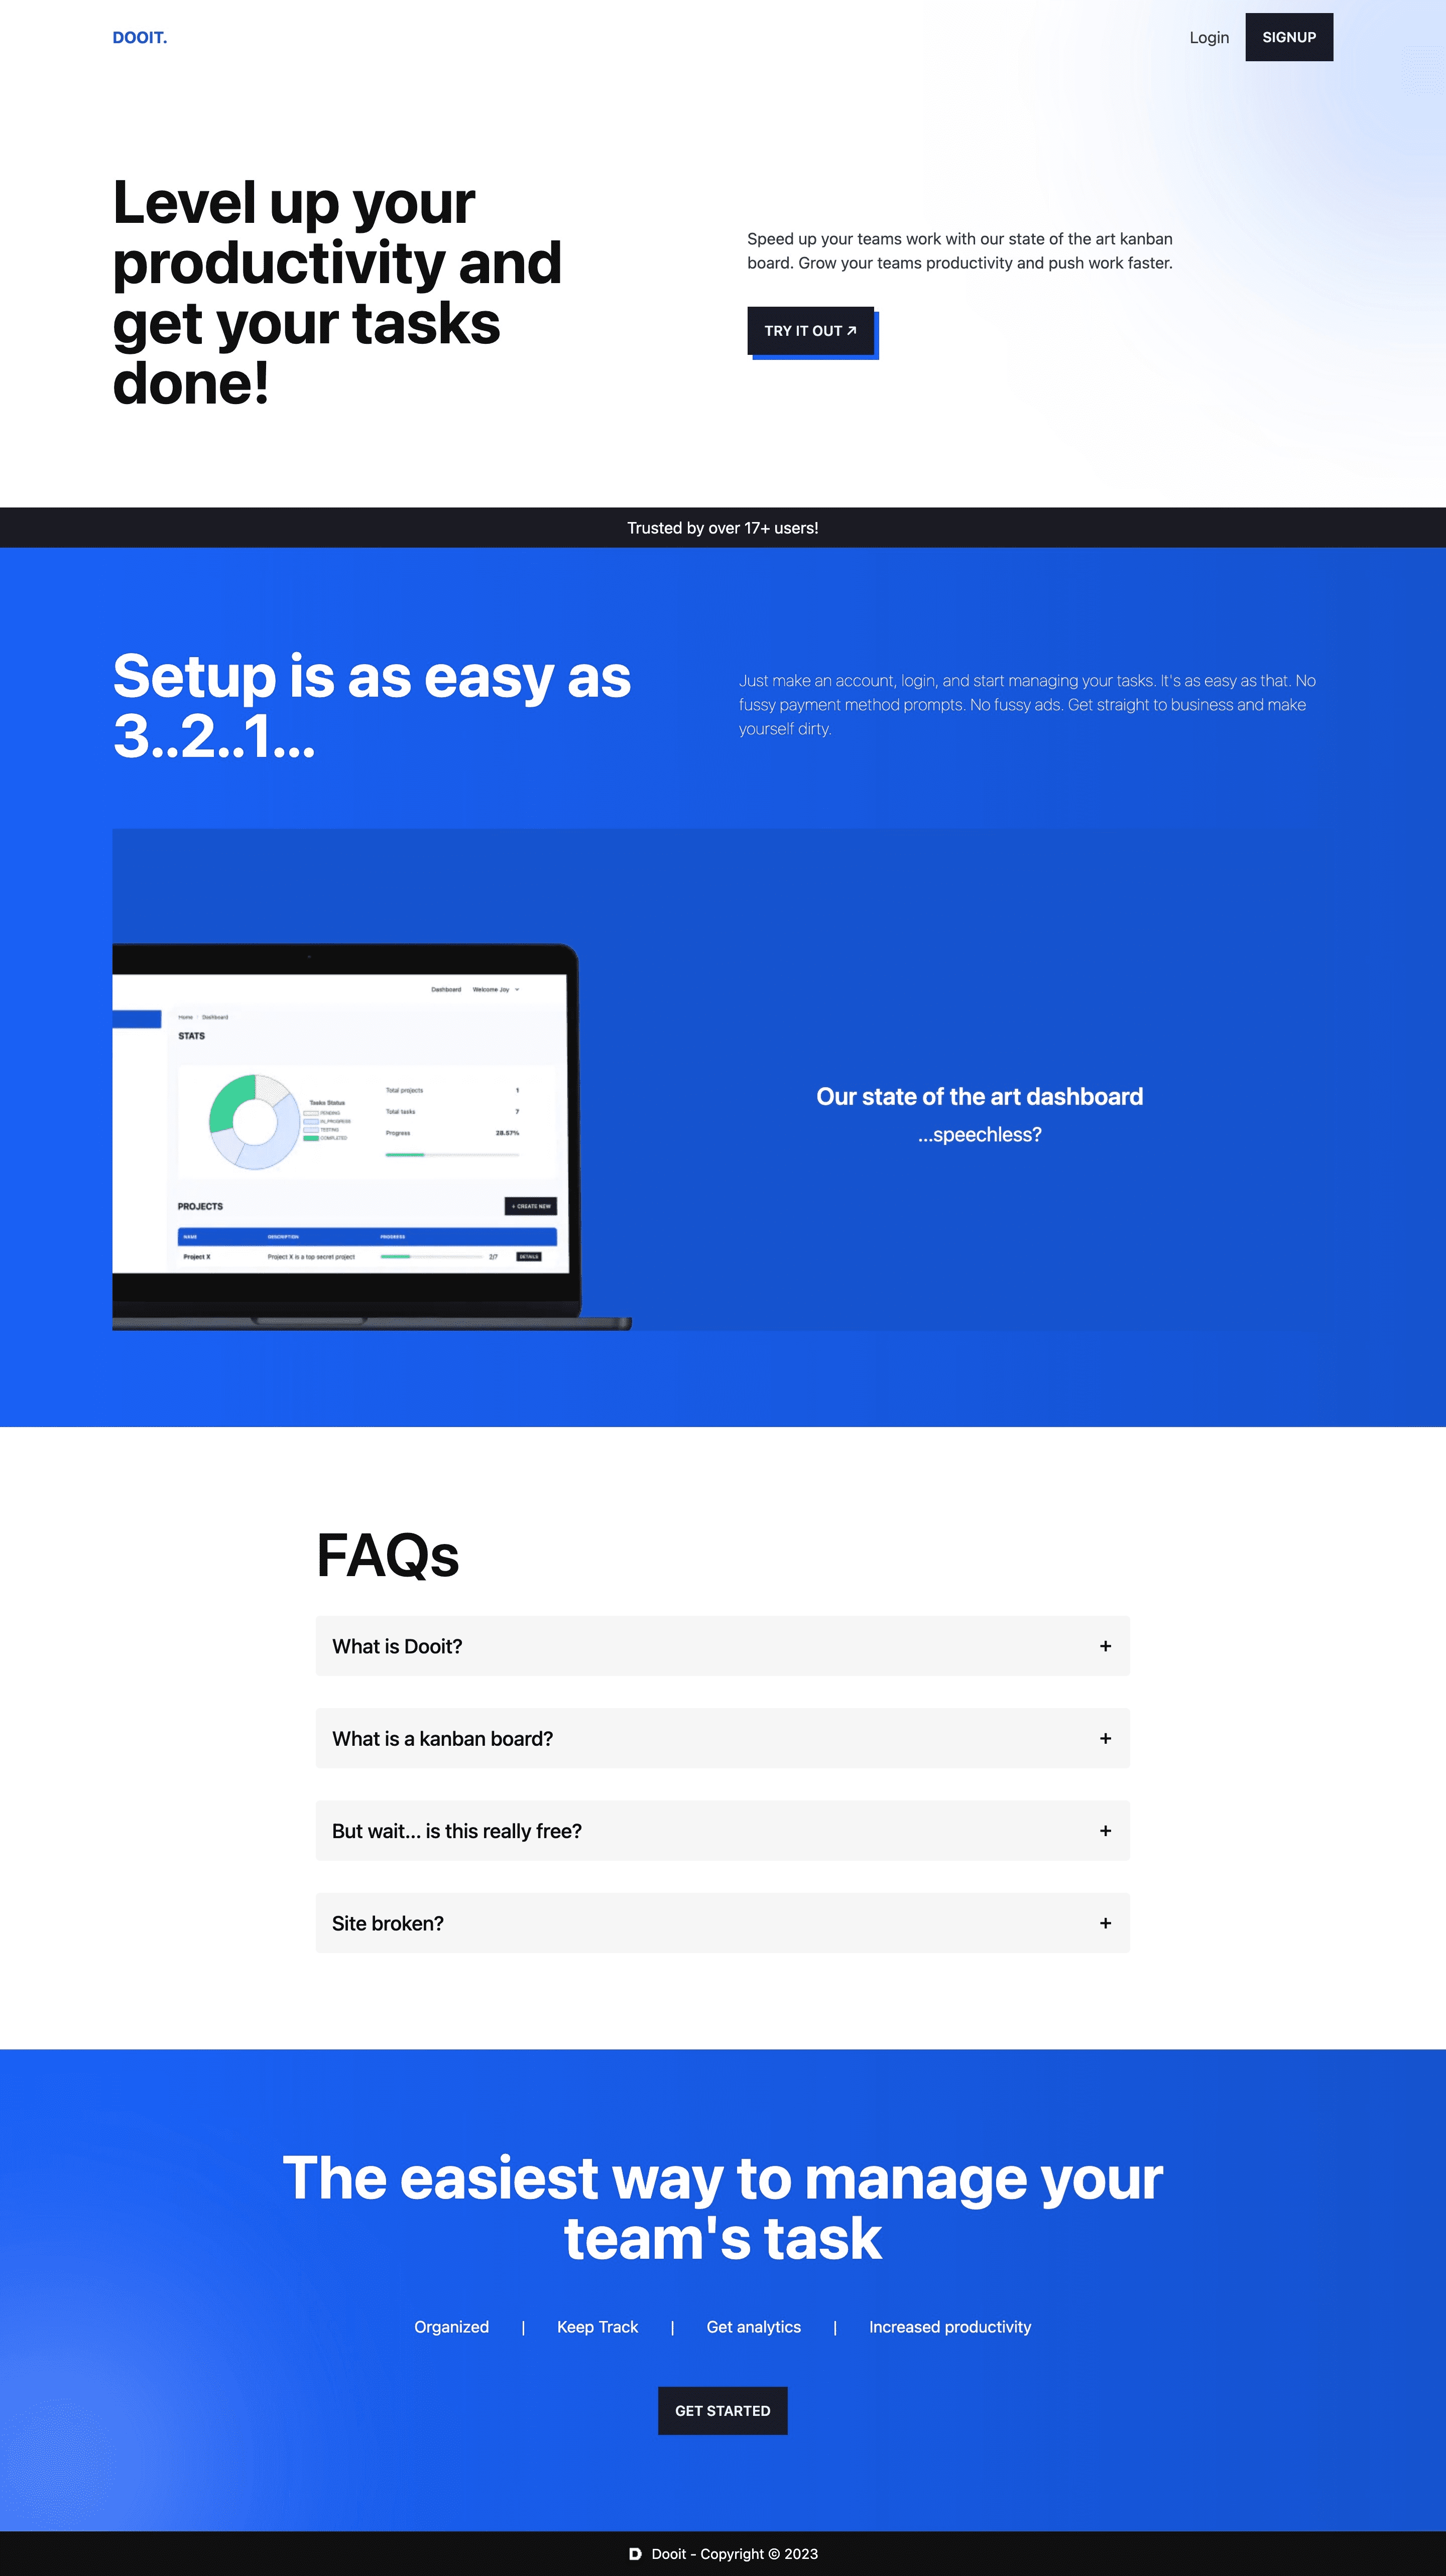 DOOIT.
Login
SIGNUP
Level up your
productivity and
get your tasks
done!
Speed up your teams work with our state of the art kanban
board. Grow your teams productivity and push work faster.
TRY IT OUT ↗
Trusted by over 17+ users!
Setup is as easy as
3..2..1...
Just make an account, login, and start managing your tasks. It's as easy as that. No
fussy payment method prompts. No fussy ads. Get straight to business and make
yourself dirty.
Dashboard
Welcome Joy
Home
Dashboard
STATS
Tasks Status
PENDING
IN_PROGRESS
TESTING
COMPLETED
Total projects 1
Total tasks 7
Progress 28.57%
PROJECTS
+ CREATE NEW
NAME DESCRIPTION PROGRESS
Project X Project X is a top secret project 2/7 DETAILS
Our state of the art dashboard
...speechless?
FAQs
What is Dooit? +
What is a kanban board? +
But wait... is this really free? +
Site broken? +
The easiest way to manage your
team's task
Organized | Keep Track | Get analytics | Increased productivity
GET STARTED
D Dooit - Copyright © 2023